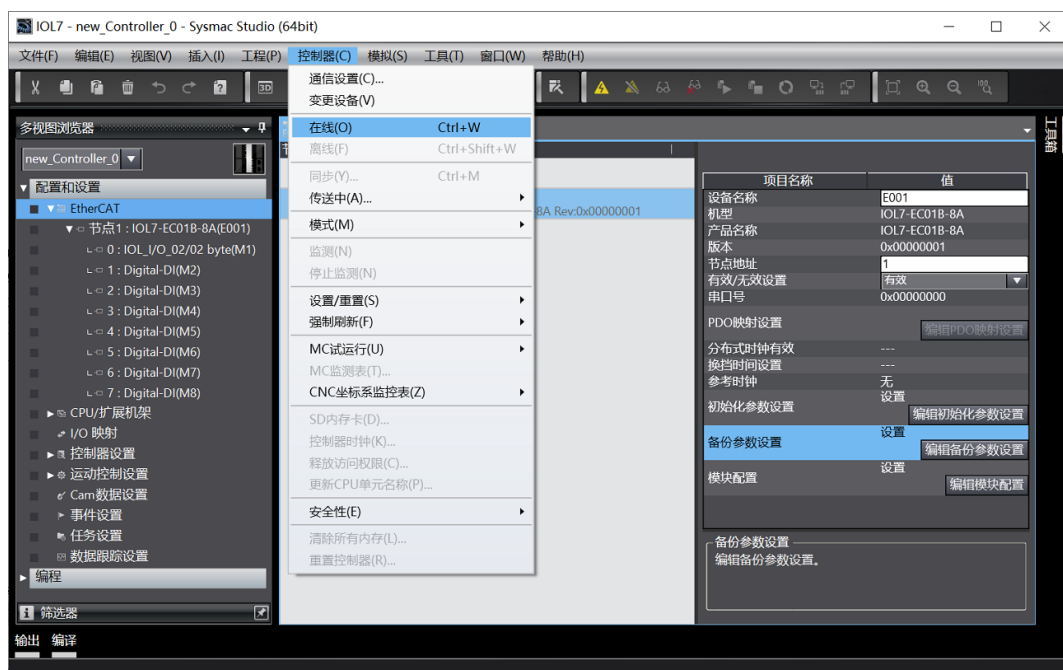 IOL7 - new_Controller_0 - Sysmac Studio (64bit)
文件(F) 编辑(E) 视图(V) 插入(I) 工程(P) 控制器(C) 模拟(S) 工具(T) 窗口(W) 帮助(H)
3D
通信设置(C)...
变更设备(V)
在线(O) Ctrl+W
离线(F) Ctrl+Shift+W
同步(Y)... Ctrl+M
传送中(A)...
模式(M)
监测(N)
停止监测(N)
设置/重置(S)
强制刷新(F)
MC试运行(U)
MC监测表(T)...
CNC坐标系监控表(Z)
SD内存卡(D)...
控制器时钟(K)...
释放访问权限(C)...
更新CPU单元名称(P)...
安全性(E)
清除所有内存(L)...
重置控制器(R)...
多视图浏览器
new_Controller_0
配置和设置
EtherCAT
节点1 : IOL7-EC01B-8A(E001)
0 : IOL_I/O_02/02 byte(M1)
1 : Digital-DI(M2)
2 : Digital-DI(M3)
3 : Digital-DI(M4)
4 : Digital-DI(M5)
5 : Digital-DI(M6)
6 : Digital-DI(M7)
7 : Digital-DI(M8)
CPU/扩展机架
I/O 映射
控制器设置
运动控制设置
Cam数据设置
事件设置
任务设置
数据跟踪设置
编程
筛选器
8A Rev:0x00000001
工具箱
项目名称 值
设备名称 E001
机型 IOL7-EC01B-8A
产品名称 IOL7-EC01B-8A
版本 0x00000001
节点地址 1
有效/无效设置 有效
串口号 0x00000000
PDO映射设置 编辑PDO映射设置
分布式时钟有效 ---
换挡时间设置 ---
参考时钟 无
初始化参数设置 设置
编辑初始化参数设置
备份参数设置 设置
编辑备份参数设置
模块配置 设置
编辑模块配置
备份参数设置
编辑备份参数设置。
输出 编译